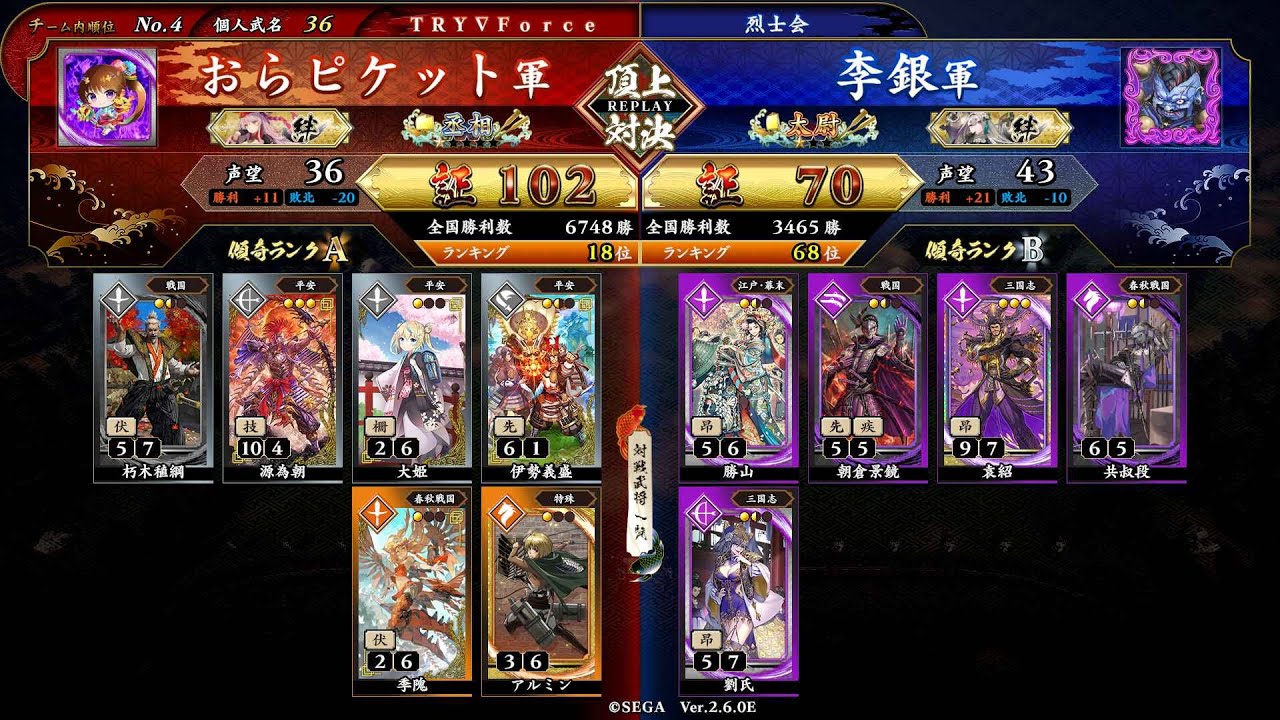 チーム内順位 No.4 個人武名 36 TRY∇Force
烈士会
おらピケット軍
頂上
REPLAY
対決
李銀軍
絆
丞相
太尉
絆
声望 36
勝利 +11 敗北 -20
証 102
証 70
声望 43
勝利 +21 敗北 -10
全国勝利数 6748勝
全国勝利数 3465勝
傾奇ランクA
ランキング 18位
ランキング 68位
傾奇ランクB
戦国
伏
5 7
朽木稙綱
平安
技
10 4
源為朝
平安
柵
2 6
大姫
平安
先
6 1
伊勢義盛
春秋戦国
伏
2 6
季隗
特殊
3 6
アルミン
対戦武将一覧
江戸・幕末
昂
5 6
勝山
戦国
先 疾
5 5
朝倉景鏡
三国志
昂
9 7
袁紹
春秋戦国
6 5
共叔段
三国志
昂
5 7
劉氏
©SEGA Ver.2.6.0E